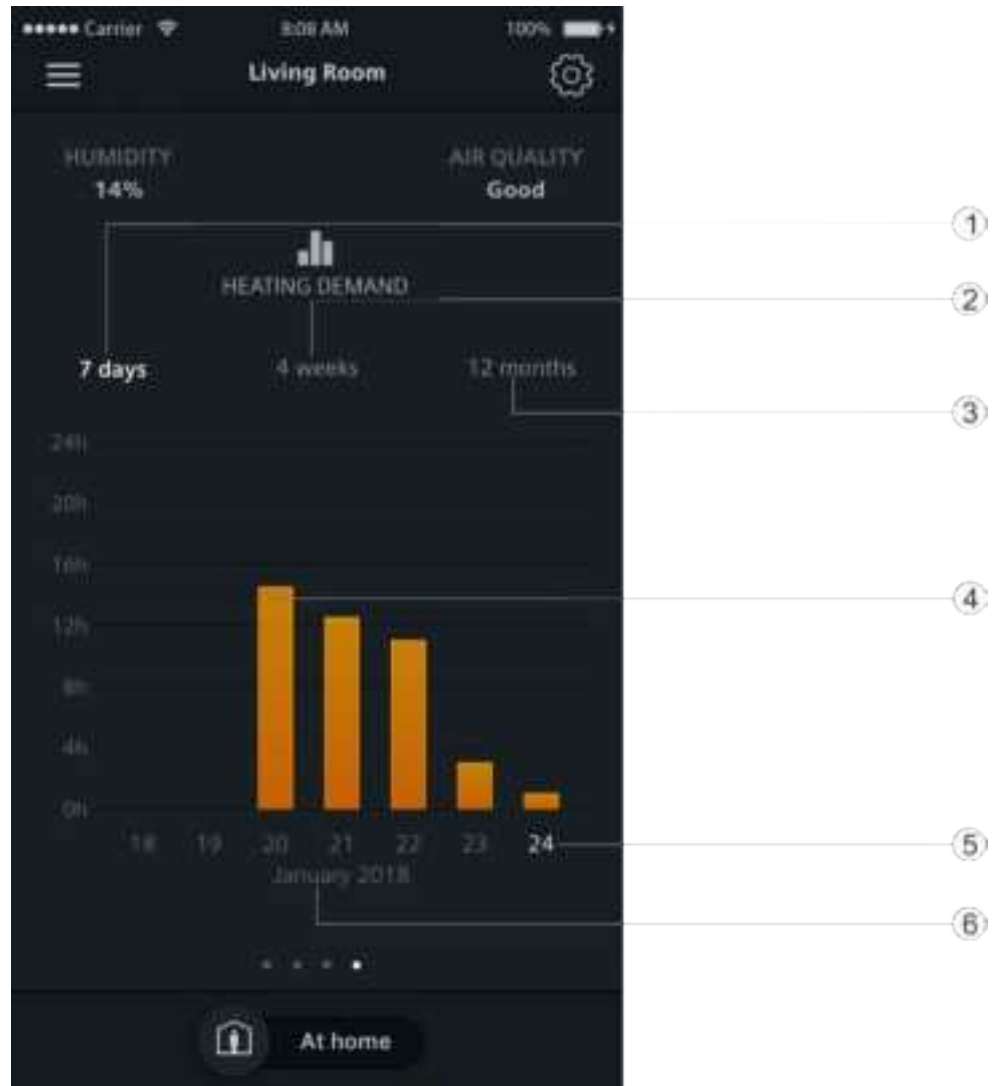 Carrier 8:08 AM 100%
Living Room
HUMIDITY AIR QUALITY
14% Good
1
HEATING DEMAND
2
7 days 4 weeks 12 months
3
24h
20h
16h
4
12h
8h
4h
0h
18 19 20 21 22 23 24
5
January 2018
6
At home